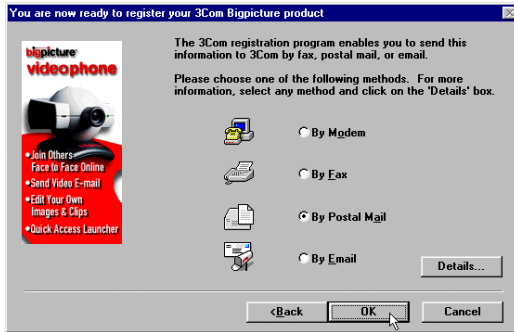 You are now ready to register your 3Com Bigpicture product
bigpicture
videophone
•Join Others
Face to Face Online
•Send Video E-mail
•Edit Your Own
Images & Clips
•Quick Access Launcher
The 3Com registration program enables you to send this
information to 3Com by fax, postal mail, or email.
Please choose one of the following methods. For more
information, select any method and click on the 'Details' box.
By Modem
By Fax
By Postal Mail
By Email
Details...
<Back
OK
Cancel